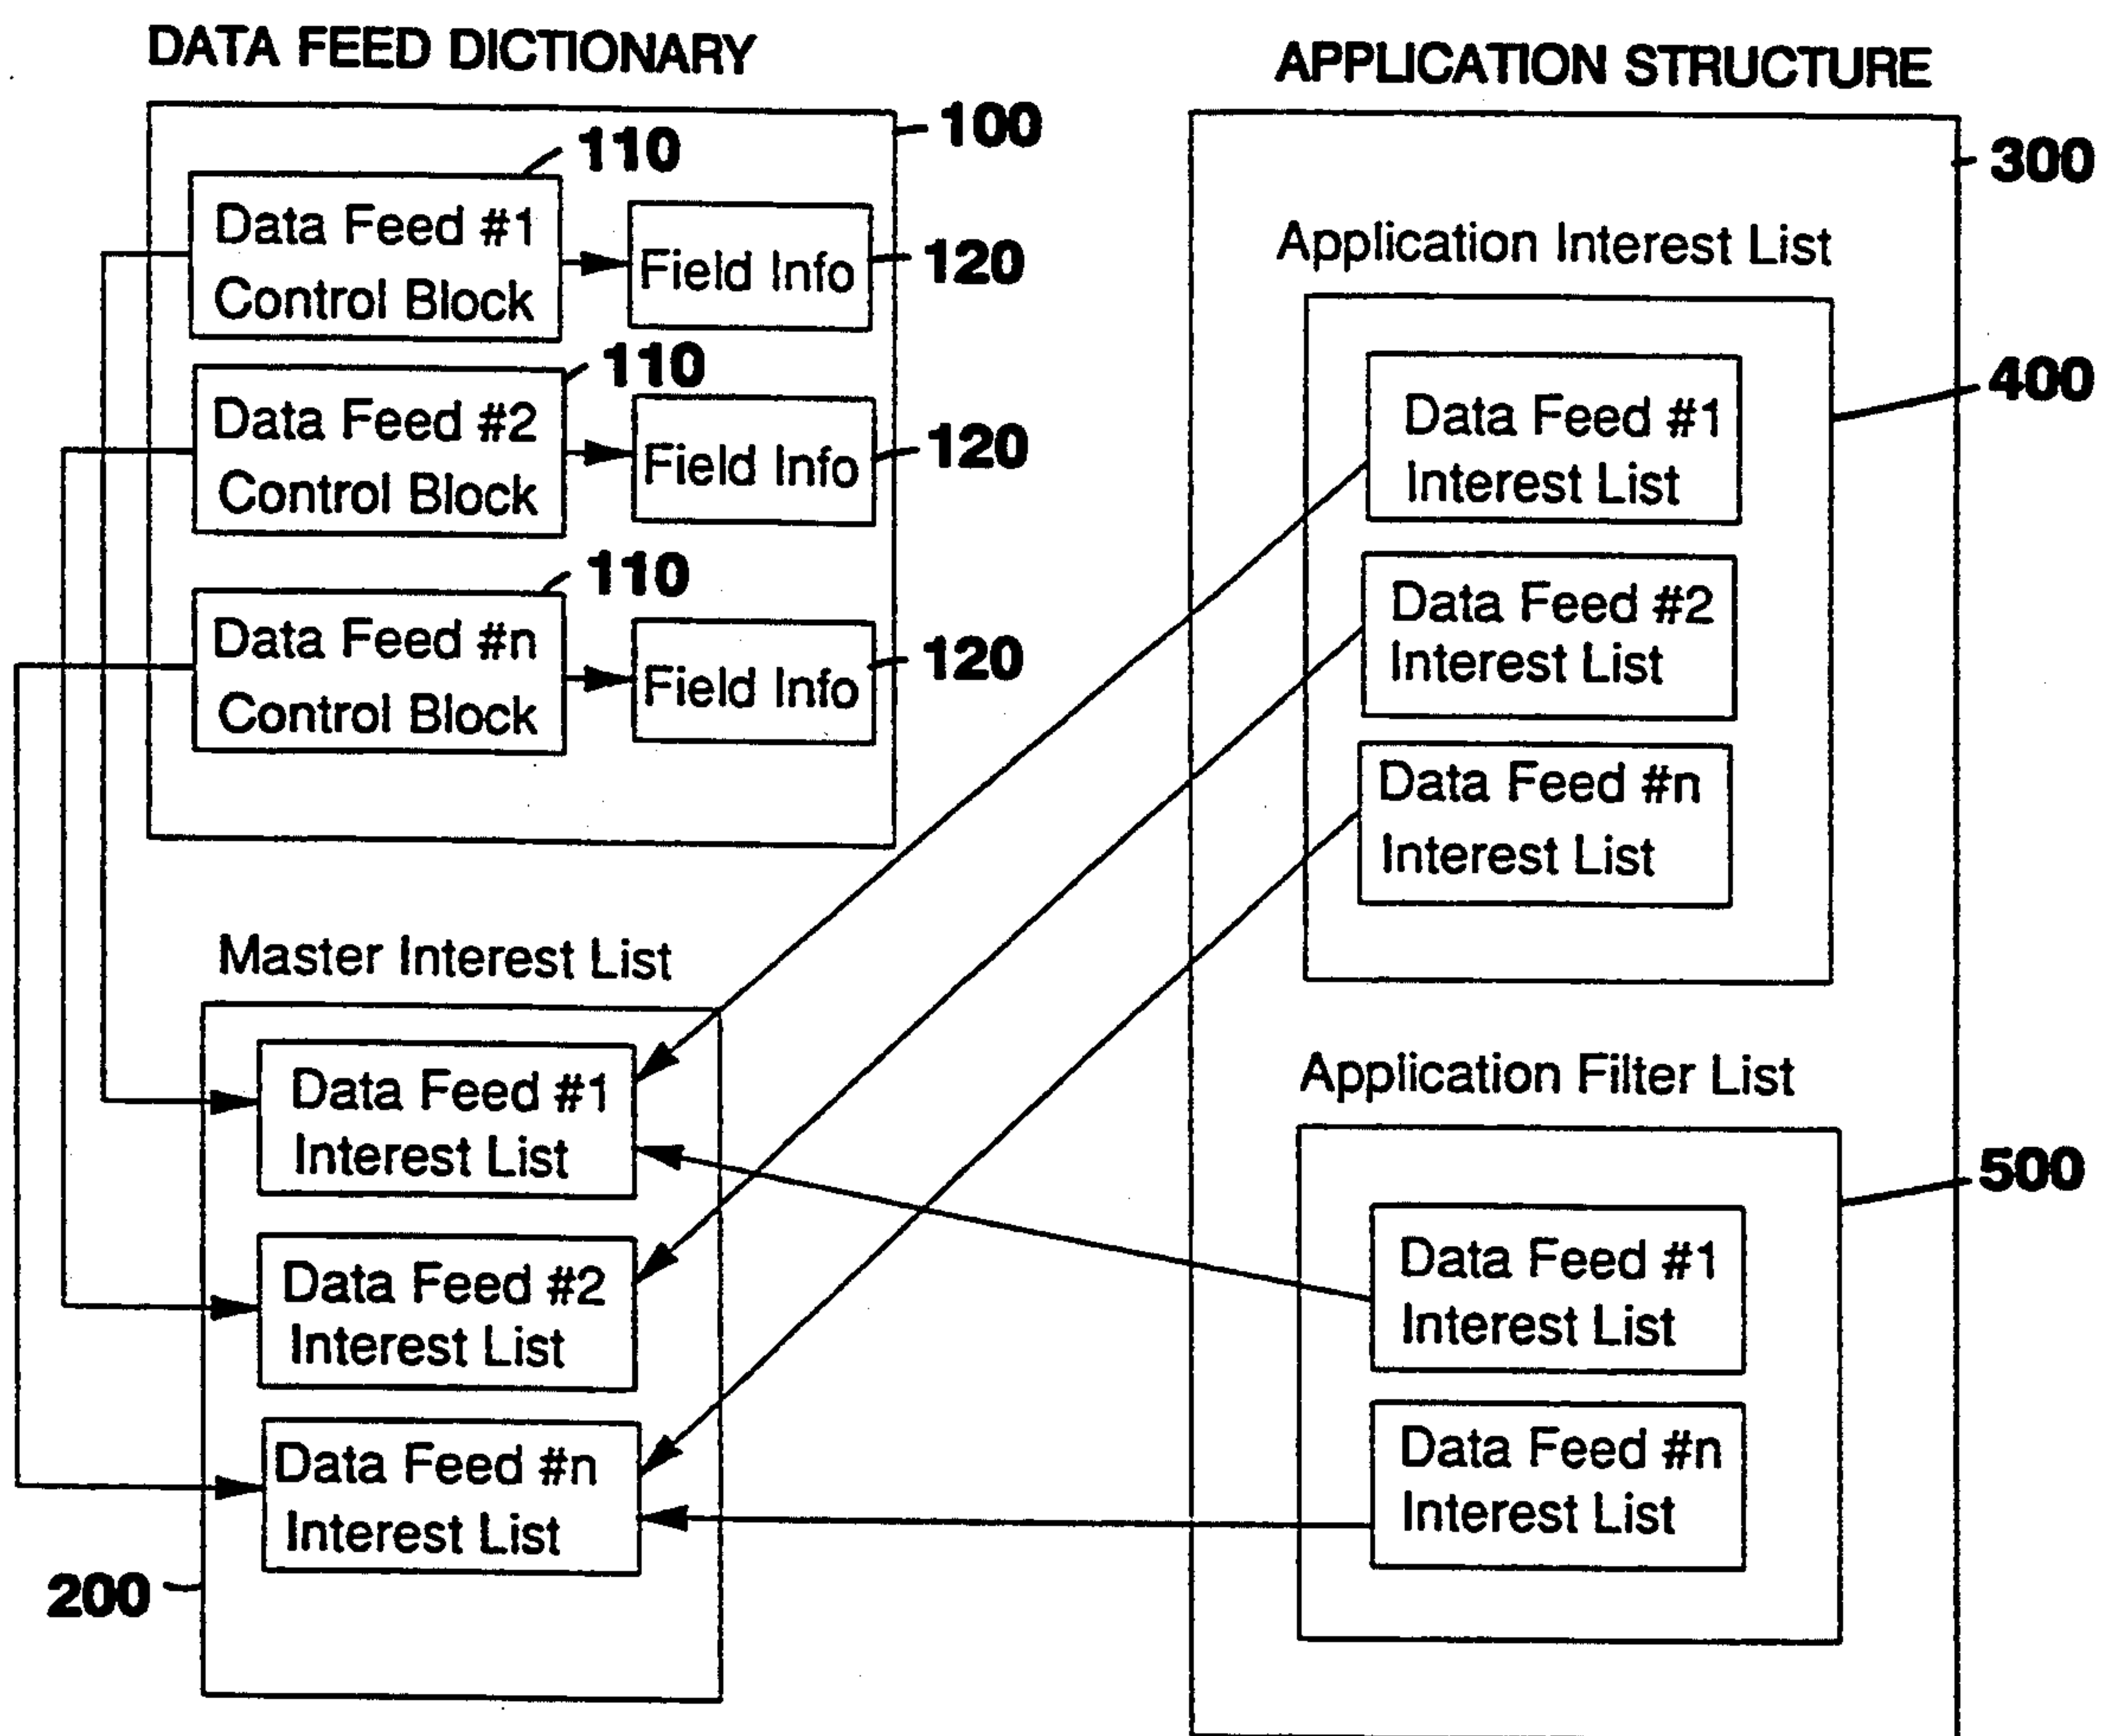 DATA FEED DICTIONARY
100
110
Data Feed #1
Control Block
Field Info
120
110
Data Feed #2
Control Block
Field Info
120
110
Data Feed #n
Control Block
Field Info
120
Master Interest List
Data Feed #1
Interest List
Data Feed #2
Interest List
Data Feed #n
Interest List
200
APPLICATION STRUCTURE
300
Application Interest List
400
Data Feed #1
Interest List
Data Feed #2
Interest List
Data Feed #n
Interest List
Application Filter List
500
Data Feed #1
Interest List
Data Feed #n
Interest List